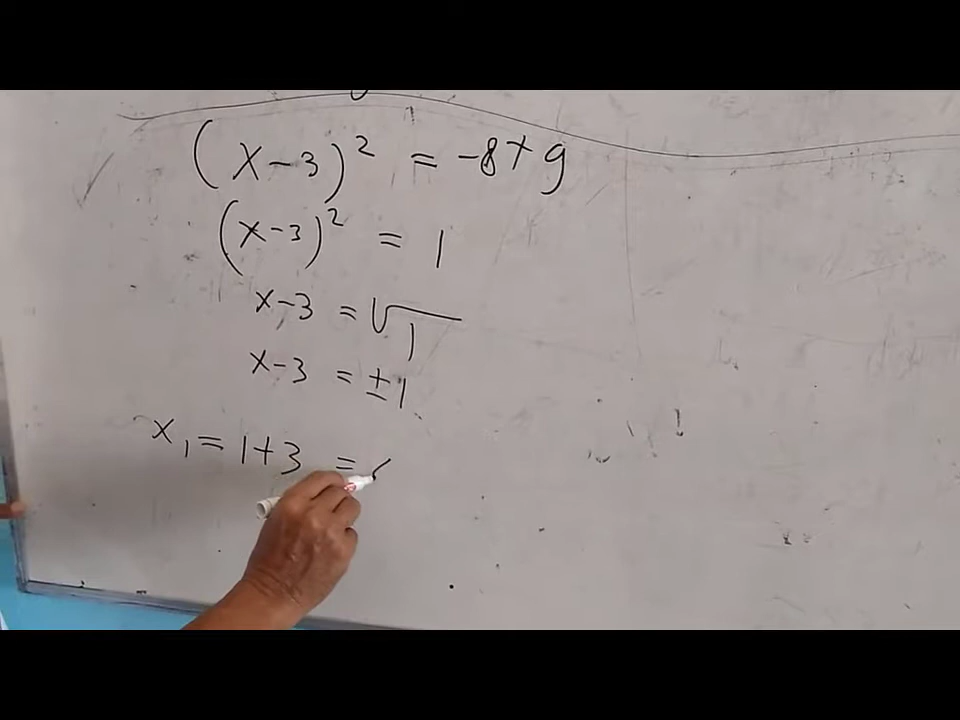 (x-3)² = -8+9
(x-3)² = 1
x-3 = √1
x-3 = ±1
x₁ = 1+3 =